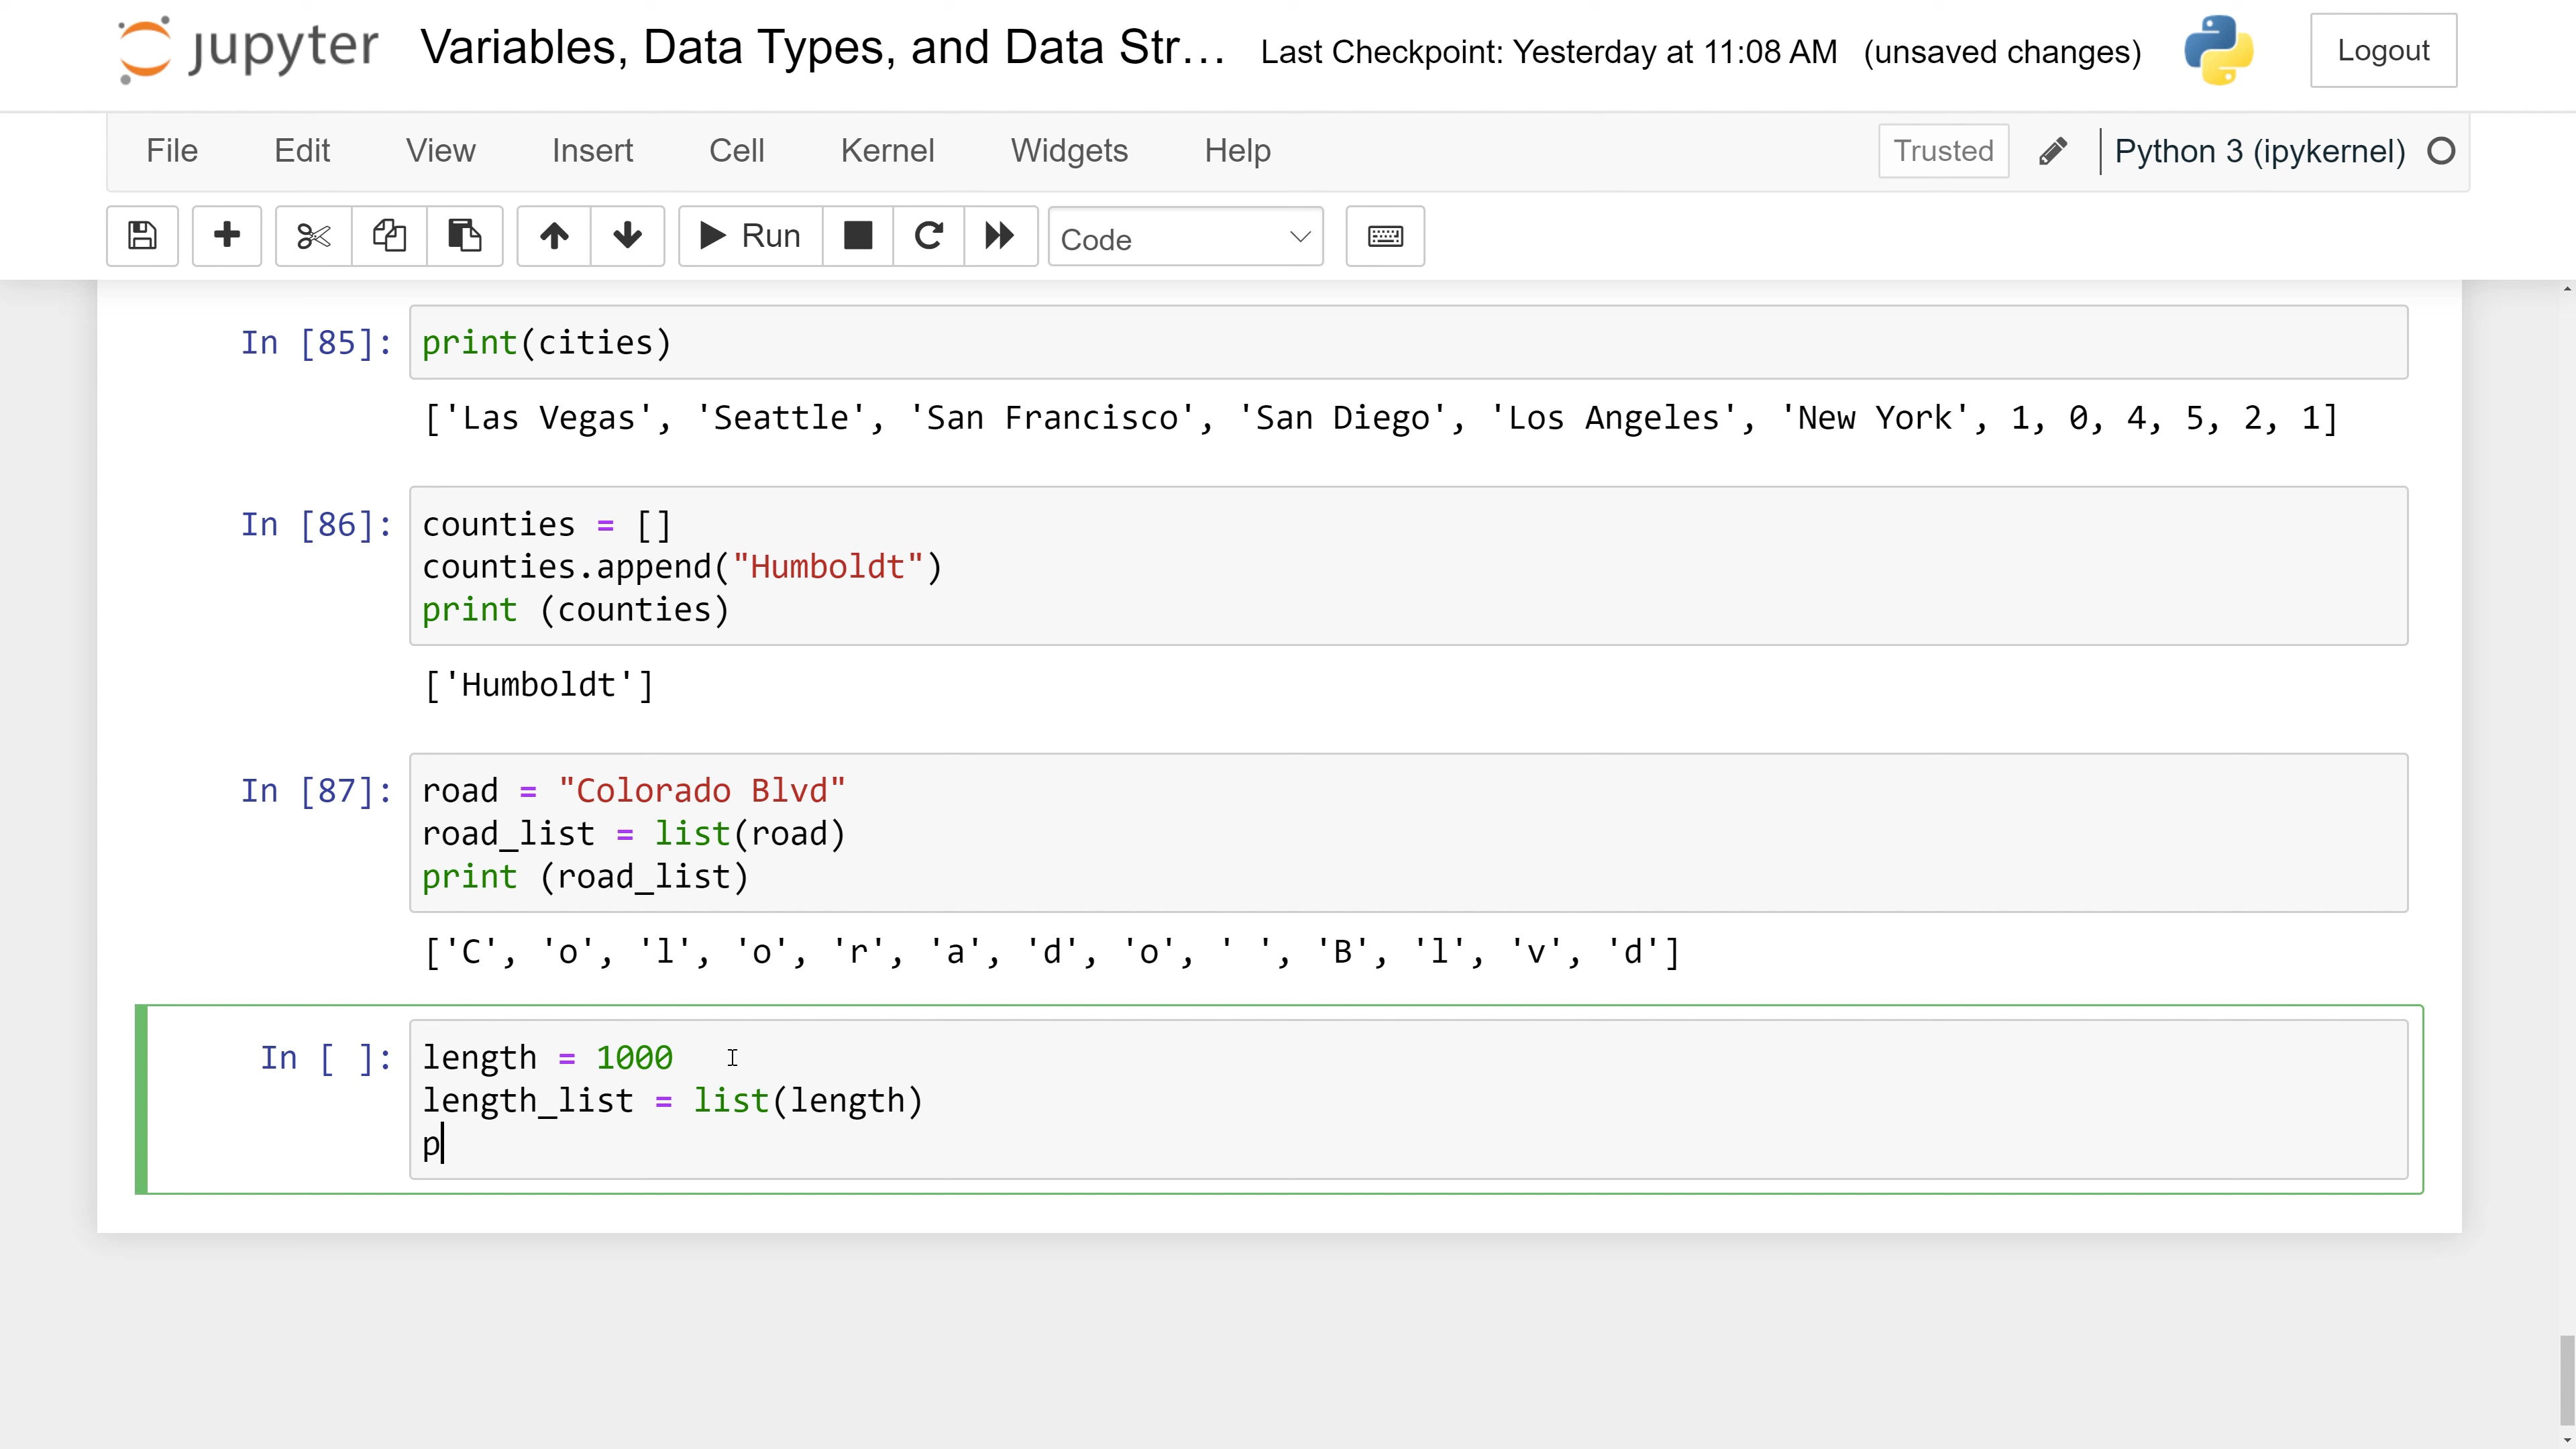 jupyter Variables, Data Types, and Data Str... Last Checkpoint: Yesterday at 11:08 AM (unsaved changes) Logout
File Edit View Insert Cell Kernel Widgets Help Trusted Python 3 (ipykernel)
Run Code
In [85]: print(cities)
['Las Vegas', 'Seattle', 'San Francisco', 'San Diego', 'Los Angeles', 'New York', 1, 0, 4, 5, 2, 1]
In [86]: counties = []
counties.append("Humboldt")
print (counties)
['Humboldt']
In [87]: road = "Colorado Blvd"
road_list = list(road)
print (road_list)
['C', 'o', 'l', 'o', 'r', 'a', 'd', 'o', ' ', 'B', 'l', 'v', 'd']
In [ ]: length = 1000
length_list = list(length)
p